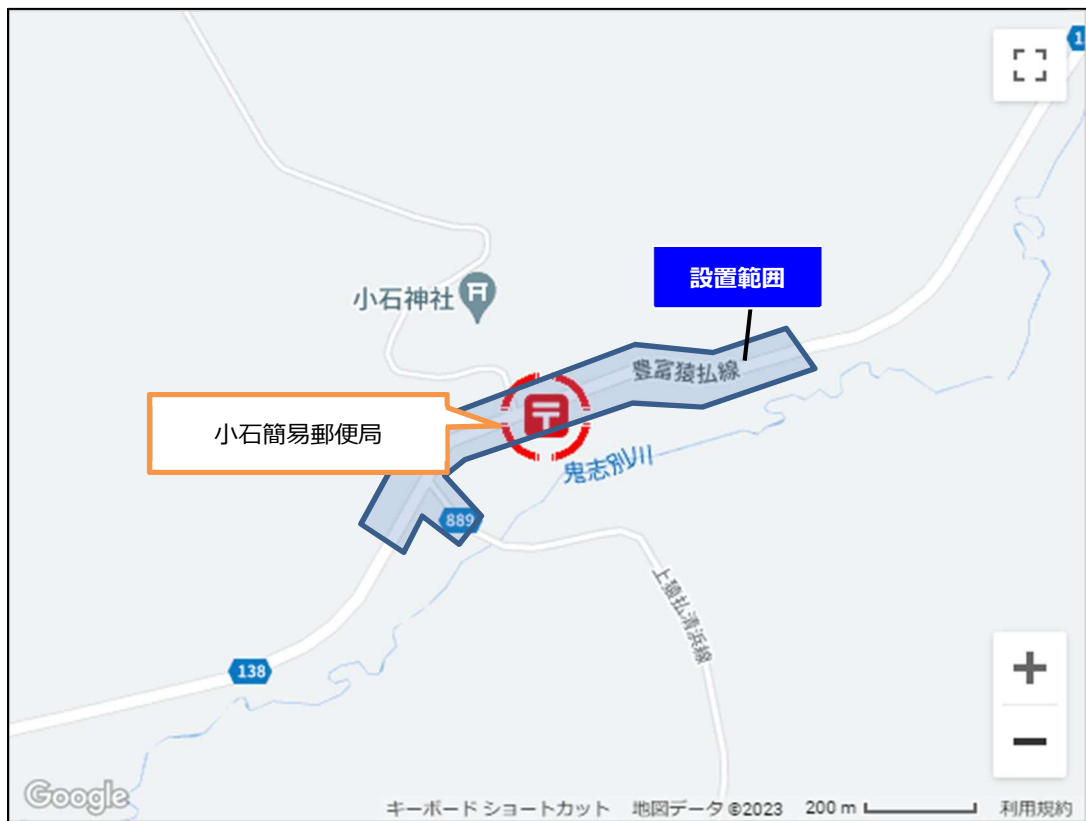 1
設置範囲
小石神社
豊富猿払線
小石簡易郵便局
鬼志別川
889
上猿払清浜線
138
Google
キーボード ショートカット 地図データ ©2023 200 m 利用規約